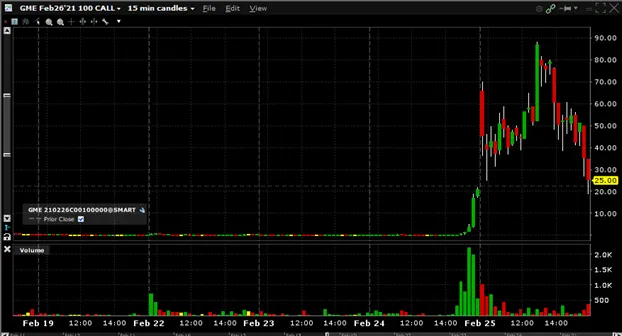 GME Feb26'21 100 CALL 15 min candles File Edit View
90.00
80.00
70.00
60.00
50.00
40.00
30.00
25.00
20.00
10.00
GME 210226C00100000@SMART
Prior Close
Volume
2.0K
1.5K
1.0K
500
Feb 19 12:00 14:00 Feb 22 12:00 14:00 Feb 23 12:00 14:00 Feb 24 12:00 14:00 Feb 25 12:00 14:00